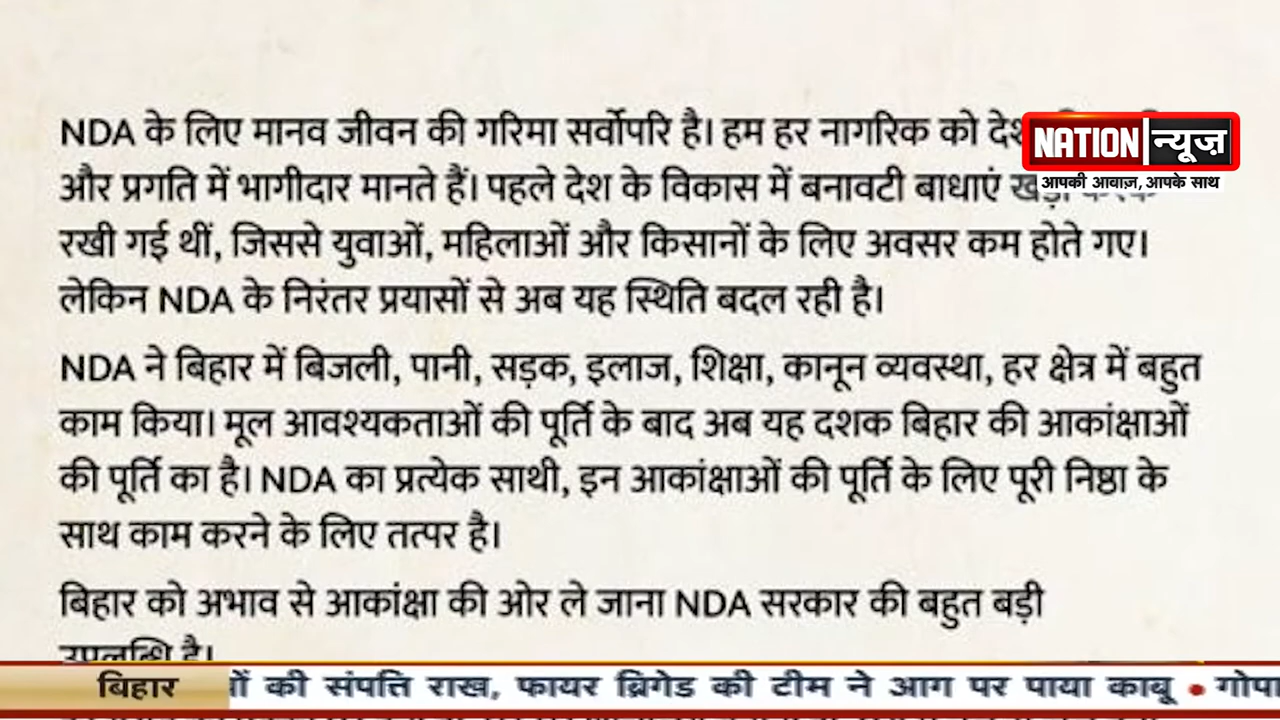 NDA के लिए मानव जीवन की गरिमा सर्वोपरि है। हम हर नागरिक को
NATION न्यूज़
आपकी आवाज़, आपके साथ
और प्रगति में भागीदार मानते हैं। पहले देश के विकास में बनावटी बाधाएं
रखी गई थीं, जिससे युवाओं, महिलाओं और किसानों के लिए अवसर कम होते गए।
लेकिन NDA के निरंतर प्रयासों से अब यह स्थिति बदल रही है।
NDA ने बिहार में बिजली, पानी, सड़क, इलाज, शिक्षा, कानून व्यवस्था, हर क्षेत्र में बहुत
काम किया। मूल आवश्यकताओं की पूर्ति के बाद अब यह दशक बिहार की आकांक्षाओं
की पूर्ति का है। NDA का प्रत्येक साथी, इन आकांक्षाओं की पूर्ति के लिए पूरी निष्ठा के
साथ काम करने के लिए तत्पर है।
बिहार को अभाव से आकांक्षा की ओर ले जाना NDA सरकार की बहुत बड़ी
उपलब्धि है।
बिहार
की संपत्ति राख, फायर ब्रिगेड की टीम ने आग पर पाया काबू • गोपा